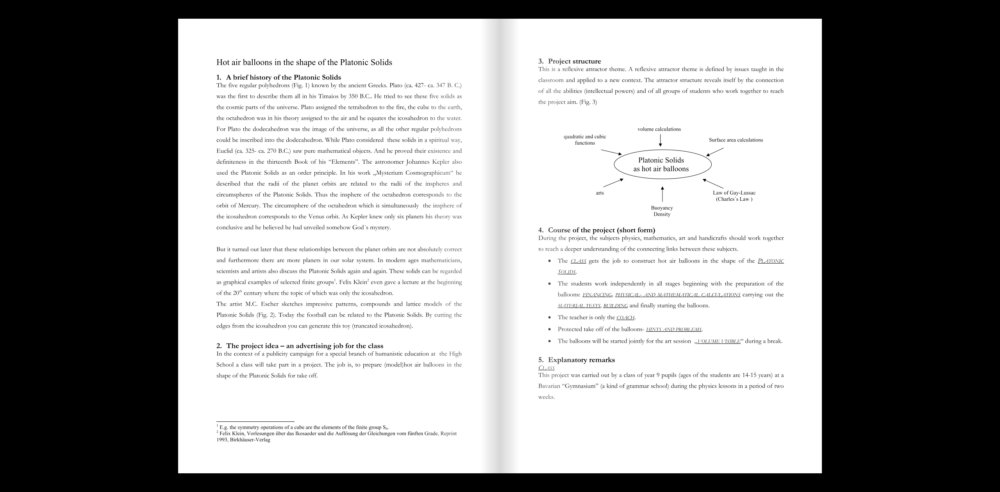 Hot air balloons in the shape of the Platonic Solids
1. A brief history of the Platonic Solids
The five regular polyhedrons (Fig. 1) known by the ancient Greeks. Plato (ca. 427- ca. 347 B. C.)
was the first to describe them all in his Timaios by 350 B.C.. He tried to see these five solids as
the cosmic parts of the universe. Plato assigned the tetrahedron to the fire, the cube to the earth,
the octahedron was in his theory assigned to the air and he equates the icosahedron to the water.
For Plato the dodecahedron was the image of the universe, as all the other regular polyhedrons
could be inscribed into the dodecahedron. While Plato considered these solids in a spiritual way,
Euclid (ca. 325- ca. 270 B.C.) saw pure mathematical objects. And he proved their existence and
definiteness in the thirteenth Book of his “Elements”. The astronomer Johannes Kepler also
used the Platonic Solids as an order principle. In his work „Mysterium Cosmographicum“ he
described that the radii of the planet orbits are related to the radii of the inspheres and
circumspheres of the Platonic Solids. Thus the insphere of the octahedron corresponds to the
orbit of Mercury. The circumsphere of the octahedron which is simultaneously the insphere of
the icosahedron corresponds to the Venus orbit. As Kepler knew only six planets his theory was
conclusive and he believed he had unveiled somehow God´s mystery.
But it turned out later that these relationships between the planet orbits are not absolutely correct
and furthermore there are more planets in our solar system. In modern ages mathematicians,
scientists and artists also discuss the Platonic Solids again and again. These solids can be regarded
as graphical examples of selected finite groups¹. Felix Klein² even gave a lecture at the beginning
of the 20th century where the topic of which was only the icosahedron.
The artist M.C. Escher sketches impressive patterns, compounds and lattice models of the
Platonic Solids (Fig. 2). Today the football can be related to the Platonic Solids. By cutting the
edges from the icosahedron you can generate this toy (truncated icosahedron).
2. The project idea – an advertising job for the class
In the context of a publicity campaign for a special branch of humanistic education at the High
School a class will take part in a project. The job is, to prepare (model)hot air balloons in the
shape of the Platonic Solids for take off.
¹ E.g. the symmetry operations of a cube are the elements of the finite group S₄.
² Felix Klein, Vorlesungen über das Ikosaeder und die Auflösung der Gleichungen vom fünften Grade, Reprint
1993, Birkhäuser-Verlag
3. Project structure
This is a reflexive attractor theme. A reflexive attractor theme is defined by issues taught in the
classroom and applied to a new context. The attractor structure reveals itself by the connection
of all the abilities (intellectual powers) and of all groups of students who work together to reach
the project aim. (Fig. 3)
volume calculations
quadratic and cubic
functions
Surface area calculations
Platonic Solids
as hot air balloons
arts
Law of Gay-Lussac
(Charles´s Law )
Buoyancy
Density
4. Course of the project (short form)
During the project, the subjects physics, mathematics, art and handicrafts should work together
to reach a deeper understanding of the connecting links between these subjects.
• The CLASS gets the job to construct hot air balloons in the shape of the PLATONIC
SOLIDS.
• The students work independently in all stages beginning with the preparation of the
balloons: FINANCING, PHYSICAL- AND MATHEMATICAL CALCULATIONS carrying out the
MATERIAL TESTS, BUILDING and finally starting the balloons.
• The teacher is only the COACH.
• Protected take off of the balloons- HINTS AND PROBLEMS.
• The balloons will be started jointly for the art session „VOLUME VISIBLE“ during a break.
5. Explanatory remarks
CLASS
This project was carried out by a class of year 9 pupils (ages of the students are 14-15 years) at a
Bavarian “Gymnasium” (a kind of grammar school) during the physics lessons in a period of two
weeks.